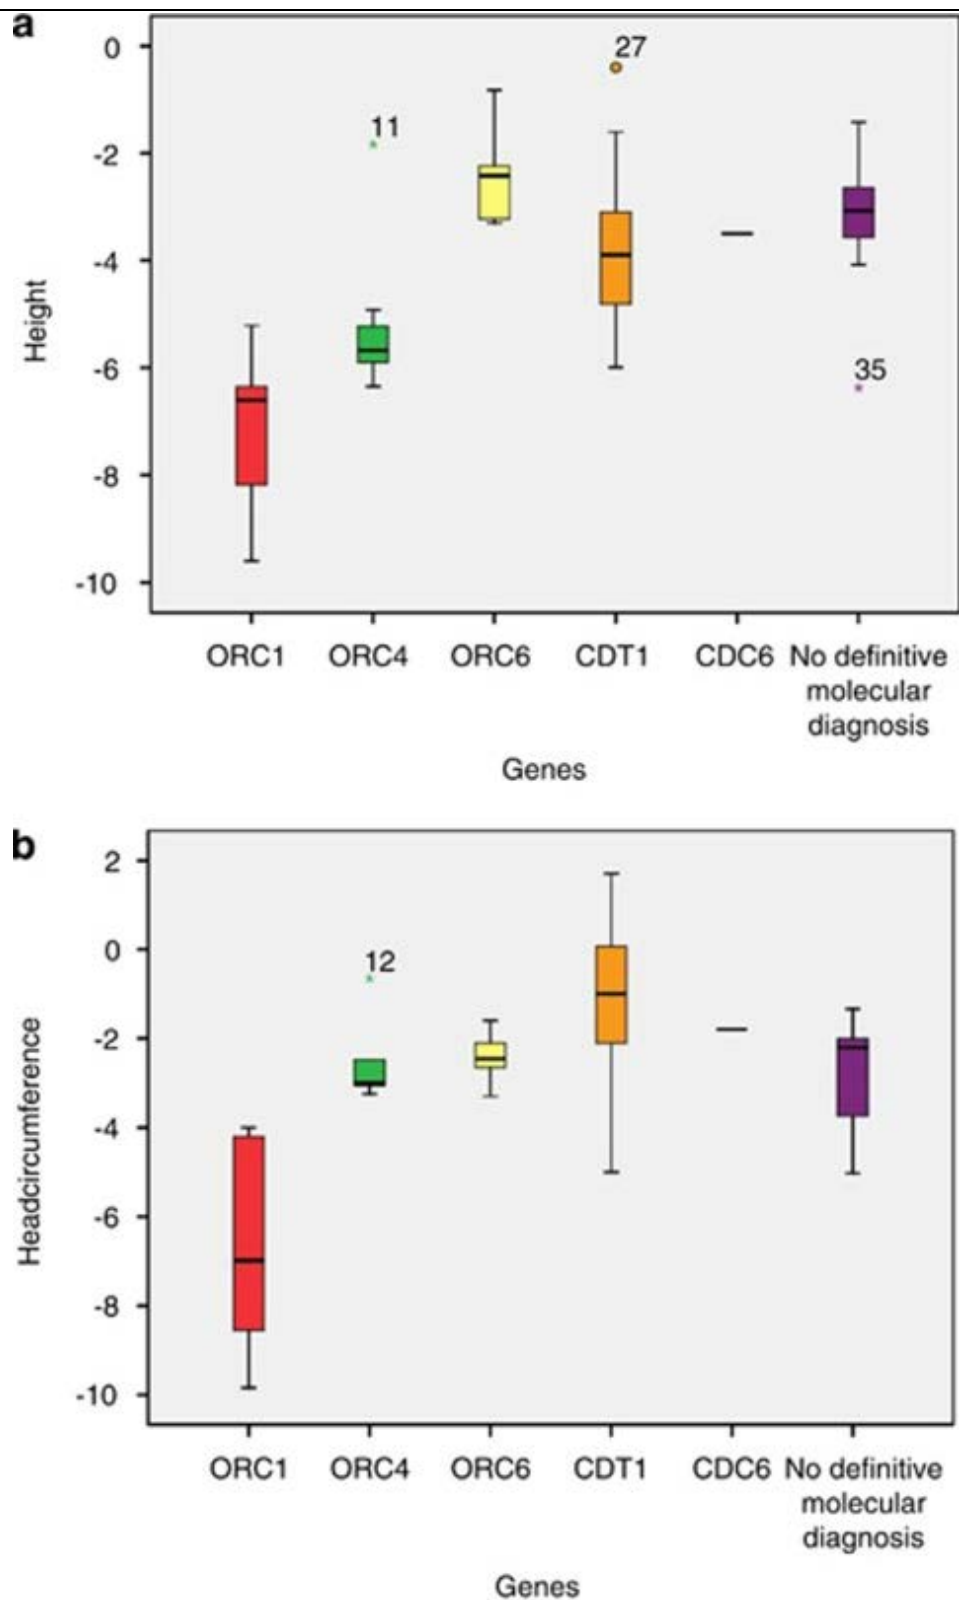 a
0
-2
-4
-6
-8
-10
Height
11
27
35
ORC1 ORC4 ORC6 CDT1 CDC6 No definitive
molecular
diagnosis
Genes
b
2
0
-2
-4
-6
-8
-10
Headcircumference
12
ORC1 ORC4 ORC6 CDT1 CDC6 No definitive
molecular
diagnosis
Genes